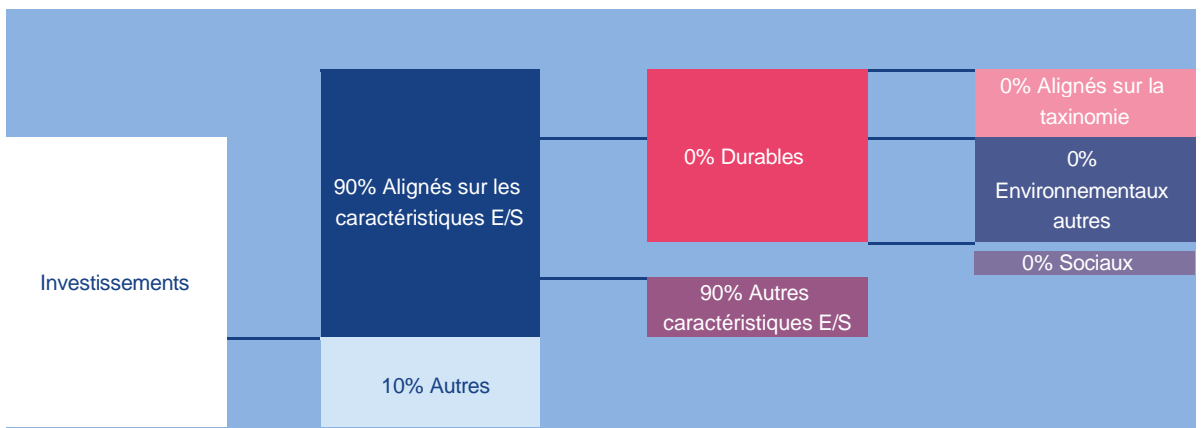 Investissements
90% Alignés sur les
caractéristiques E/S
10% Autres
0% Durables
90% Autres
caractéristiques E/S
0% Alignés sur la
taxinomie
0%
Environnementaux
autres
0% Sociaux